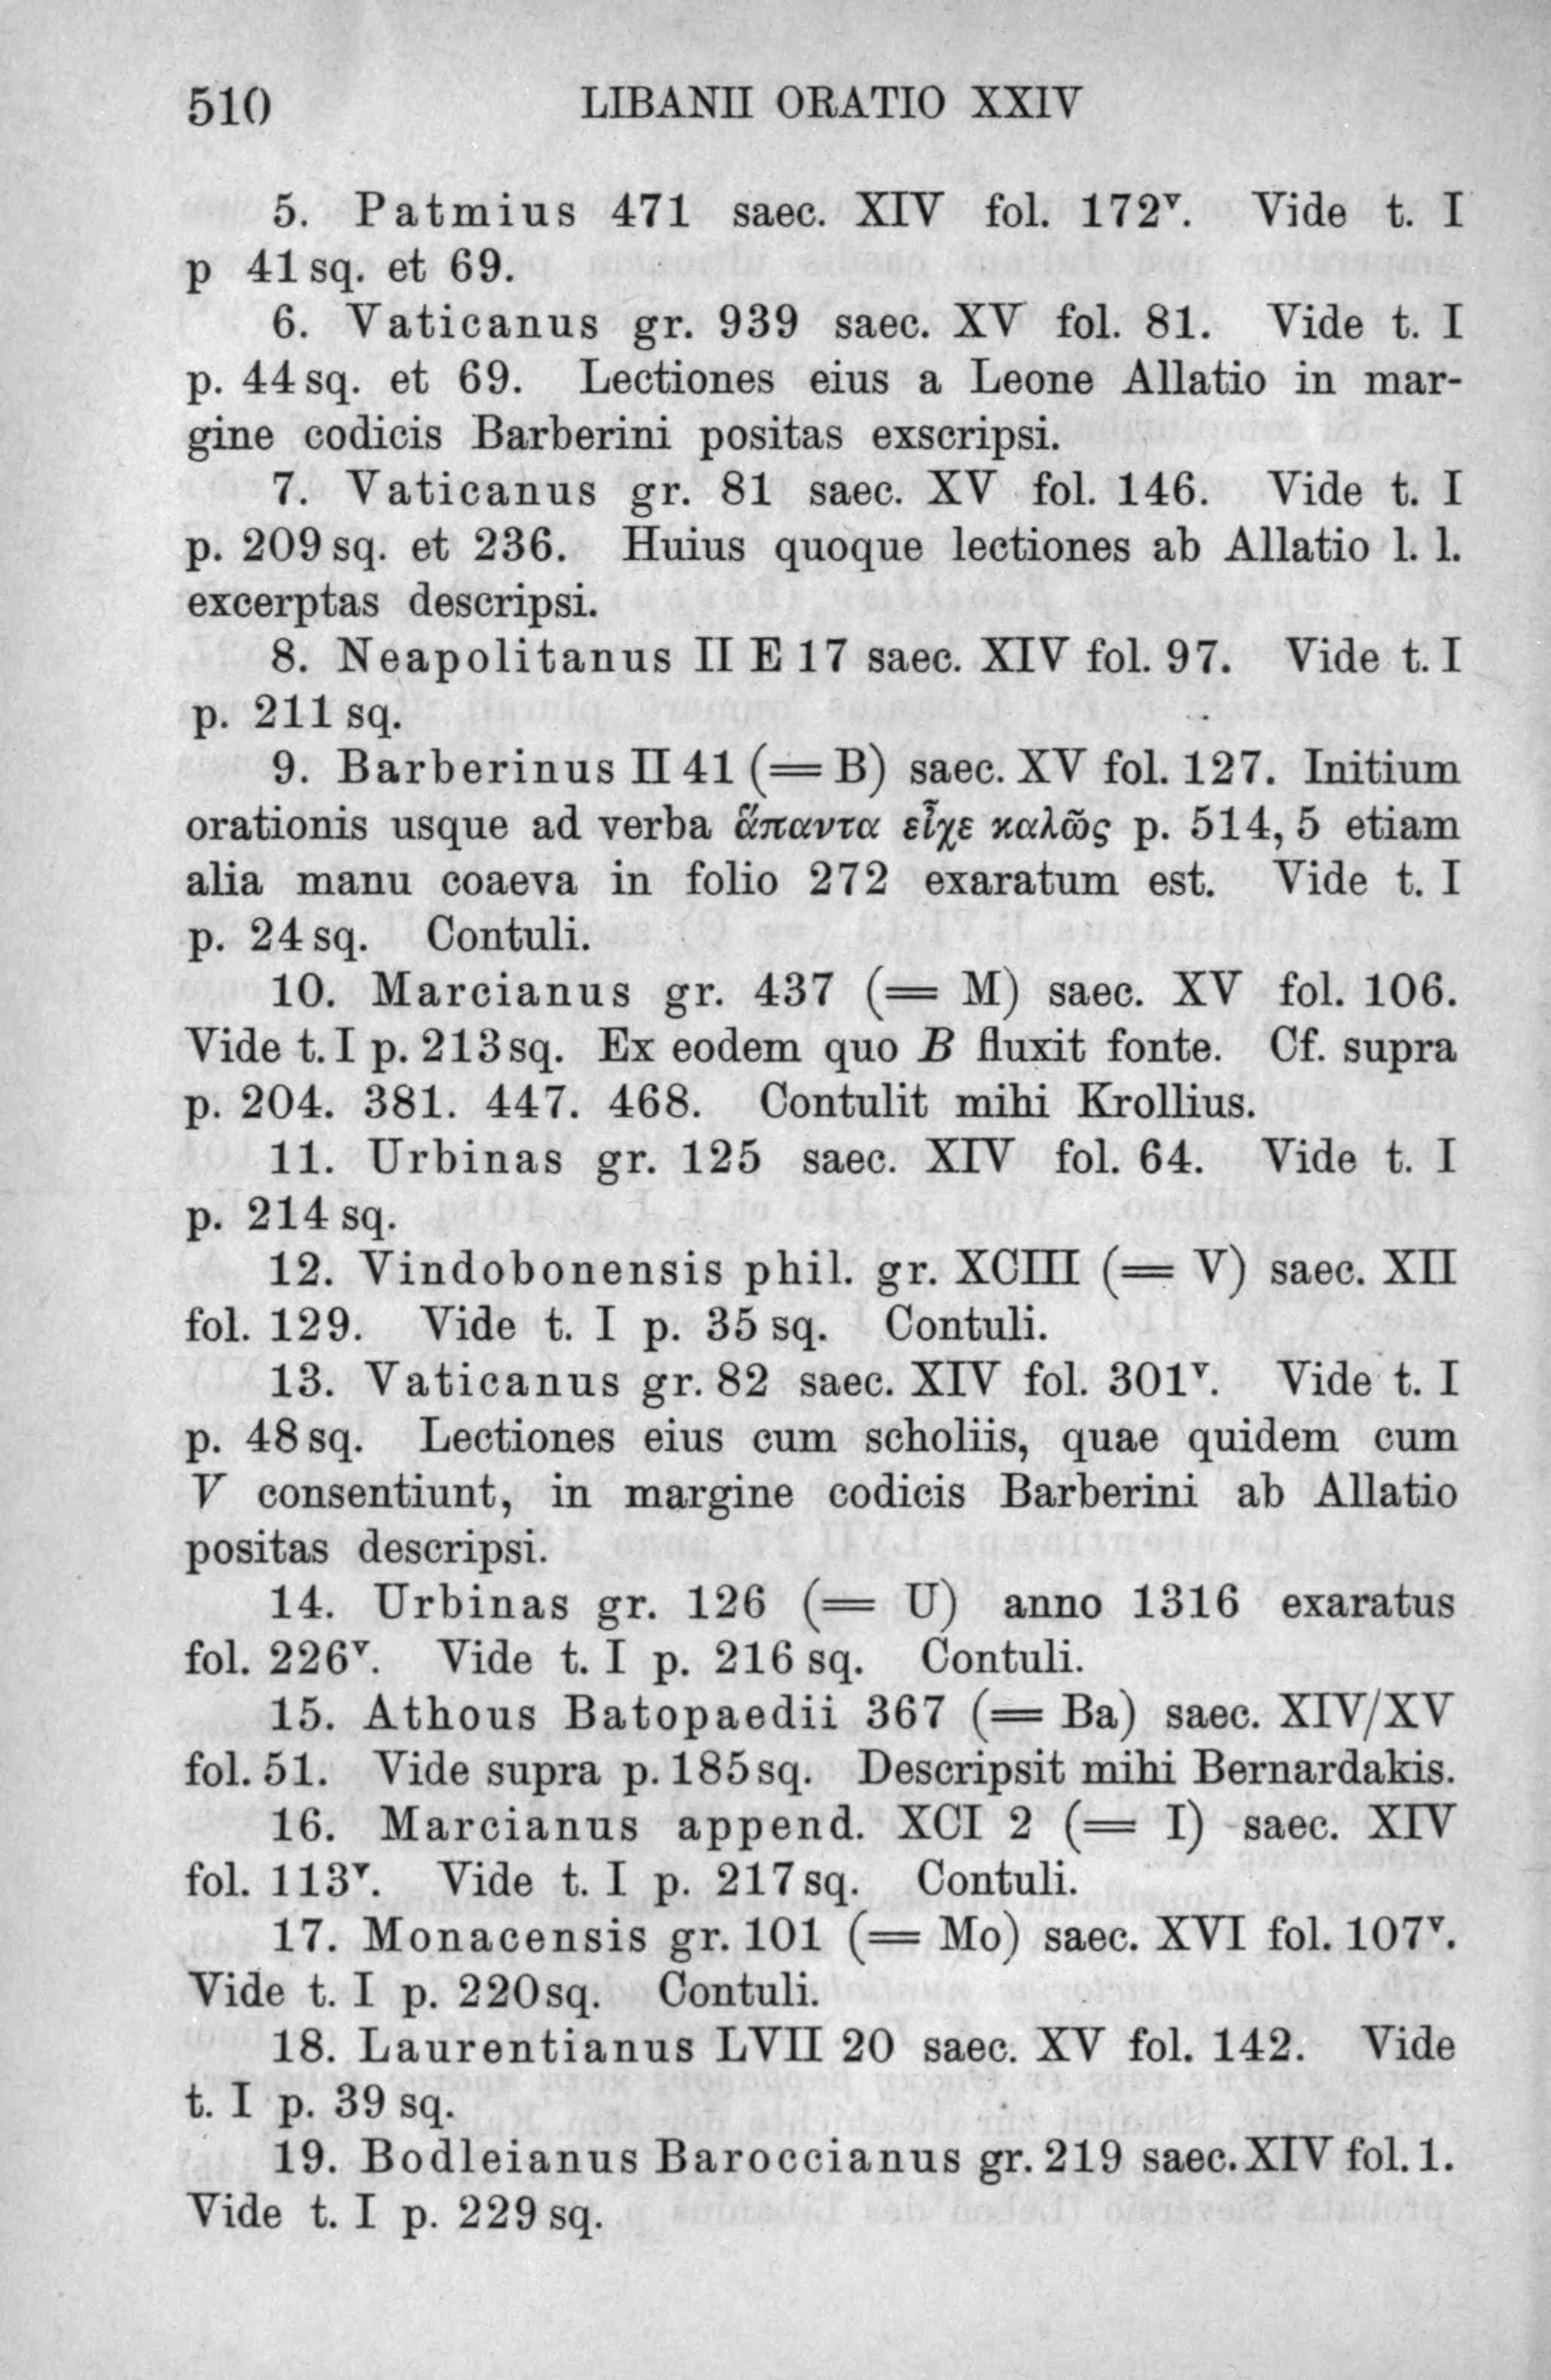 510 LIBANII ORATIO XXIV
5. Patmius 471 saec. XIV fol. 172ᵛ. Vide t. I
p 41 sq. et 69.
6. Vaticanus gr. 939 saec. XV fol. 81. Vide t. I
p. 44 sq. et 69. Lectiones eius a Leone Allatio in mar-
gine codicis Barberini positas exscripsi.
7. Vaticanus gr. 81 saec. XV fol. 146. Vide t. I
p. 209 sq. et 236. Huius quoque lectiones ab Allatio l. l.
excerptas descripsi.
8. Neapolitanus II E 17 saec. XIV fol. 97. Vide t. I
p. 211 sq.
9. Barberinus II 41 (= B) saec. XV fol. 127. Initium
orationis usque ad verba ἅπαντα εἶχε καλῶς p. 514, 5 etiam
alia manu coaeva in folio 272 exaratum est. Vide t. I
p. 24 sq. Contuli.
10. Marcianus gr. 437 (= M) saec. XV fol. 106.
Vide t. I p. 213 sq. Ex eodem quo B fluxit fonte. Cf. supra
p. 204. 381. 447. 468. Contulit mihi Krollius.
11. Urbinas gr. 125 saec. XIV fol. 64. Vide t. I
p. 214 sq.
12. Vindobonensis phil. gr. XCIII (= V) saec. XII
fol. 129. Vide t. I p. 35 sq. Contuli.
13. Vaticanus gr. 82 saec. XIV fol. 301ᵛ. Vide t. I
p. 48 sq. Lectiones eius cum scholiis, quae quidem cum
V consentiunt, in margine codicis Barberini ab Allatio
positas descripsi.
14. Urbinas gr. 126 (= U) anno 1316 exaratus
fol. 226ᵛ. Vide t. I p. 216 sq. Contuli.
15. Athous Batopaedii 367 (= Ba) saec. XIV/XV
fol. 51. Vide supra p. 185 sq. Descripsit mihi Bernardakis.
16. Marcianus append. XCI 2 (= I) saec. XIV
fol. 113ᵛ. Vide t. I p. 217 sq. Contuli.
17. Monacensis gr. 101 (= Mo) saec. XVI fol. 107ᵛ.
Vide t. I p. 220 sq. Contuli.
18. Laurentianus LVII 20 saec. XV fol. 142. Vide
t. I p. 39 sq.
19. Bodleianus Baroccianus gr. 219 saec. XIV fol. 1.
Vide t. I p. 229 sq.